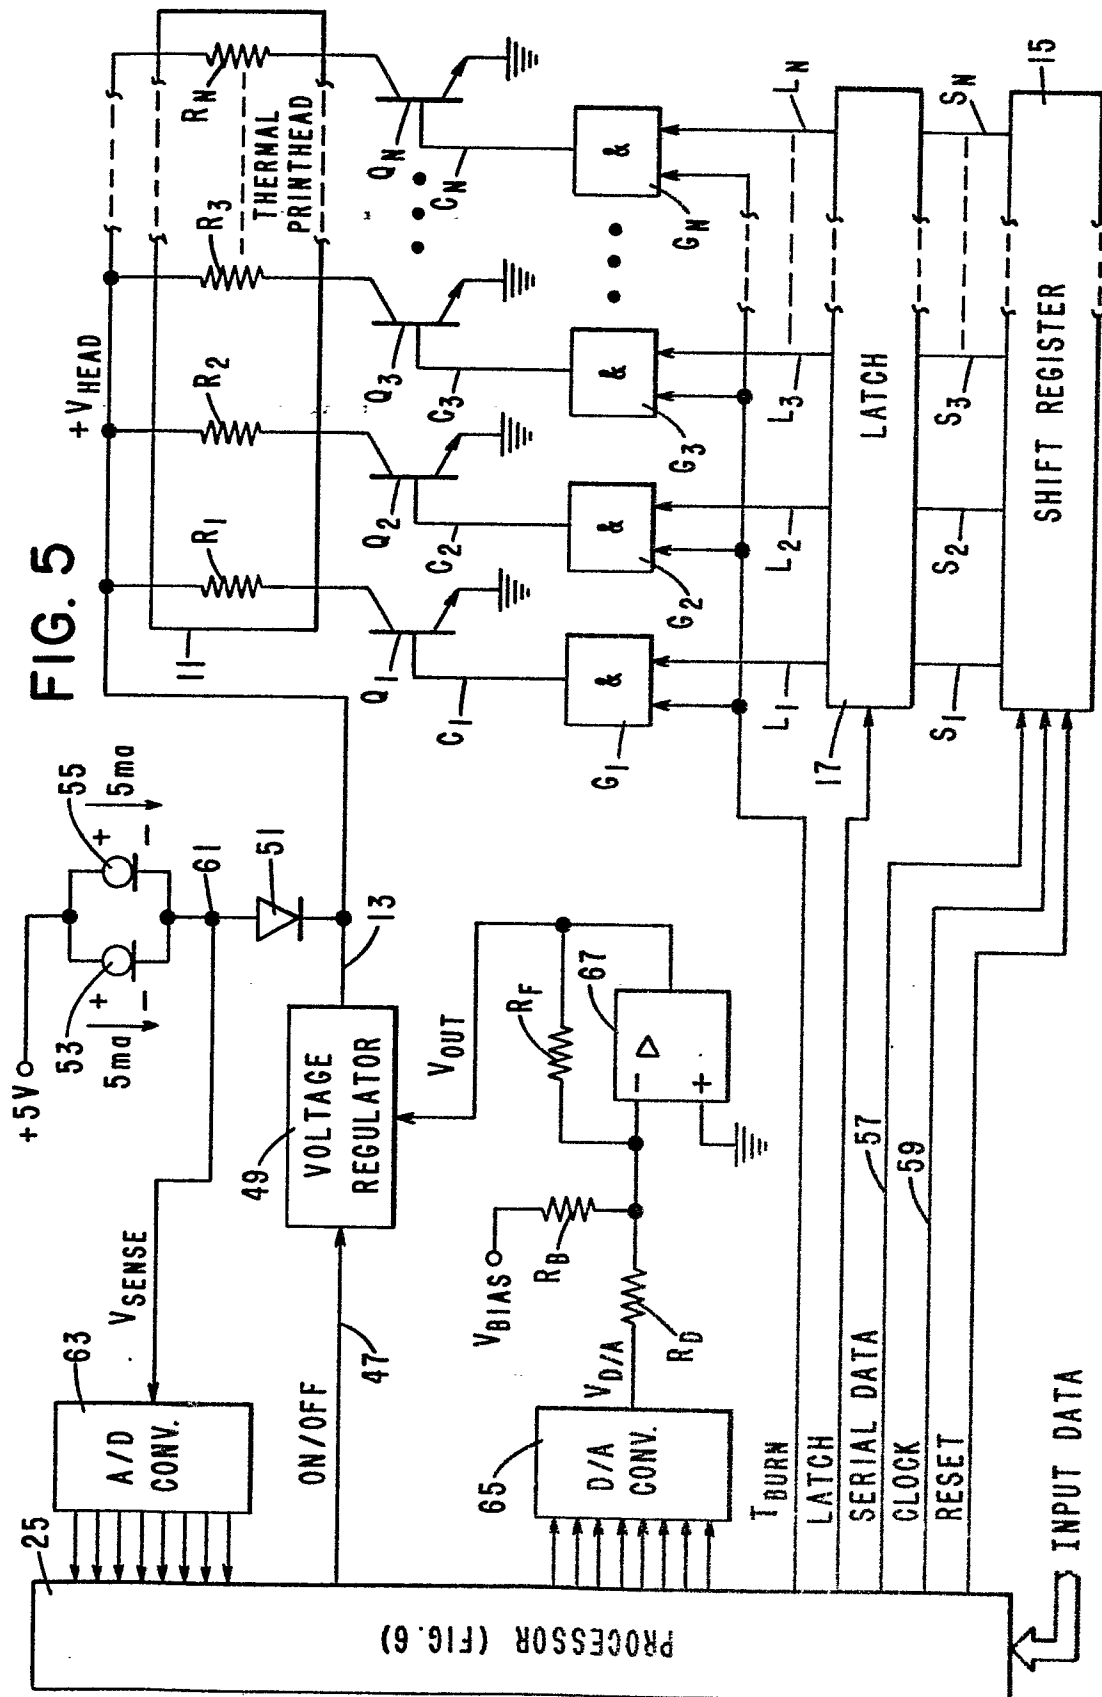 FIG. 5
25
PROCESSOR (FIG. 6)
INPUT DATA
63
A/D
CONV.
VSENSE
ON/OFF
47
+5V
53
5ma
+
−
55
5ma
+
−
61
51
13
49
VOLTAGE
REGULATOR
VOUT
65
D/A
CONV.
VD/A
RD
VBIAS
RB
RF
67
−
+
TBURN
LATCH
SERIAL DATA
57
CLOCK
59
RESET
+VHEAD
11
R1
R2
R3
RN
THERMAL
PRINTHEAD
Q1
Q2
Q3
QN
C1
C2
C3
CN
&
&
&
&
G1
G2
G3
GN
L1
L2
L3
LN
17
LATCH
S1
S2
S3
SN
SHIFT REGISTER
15